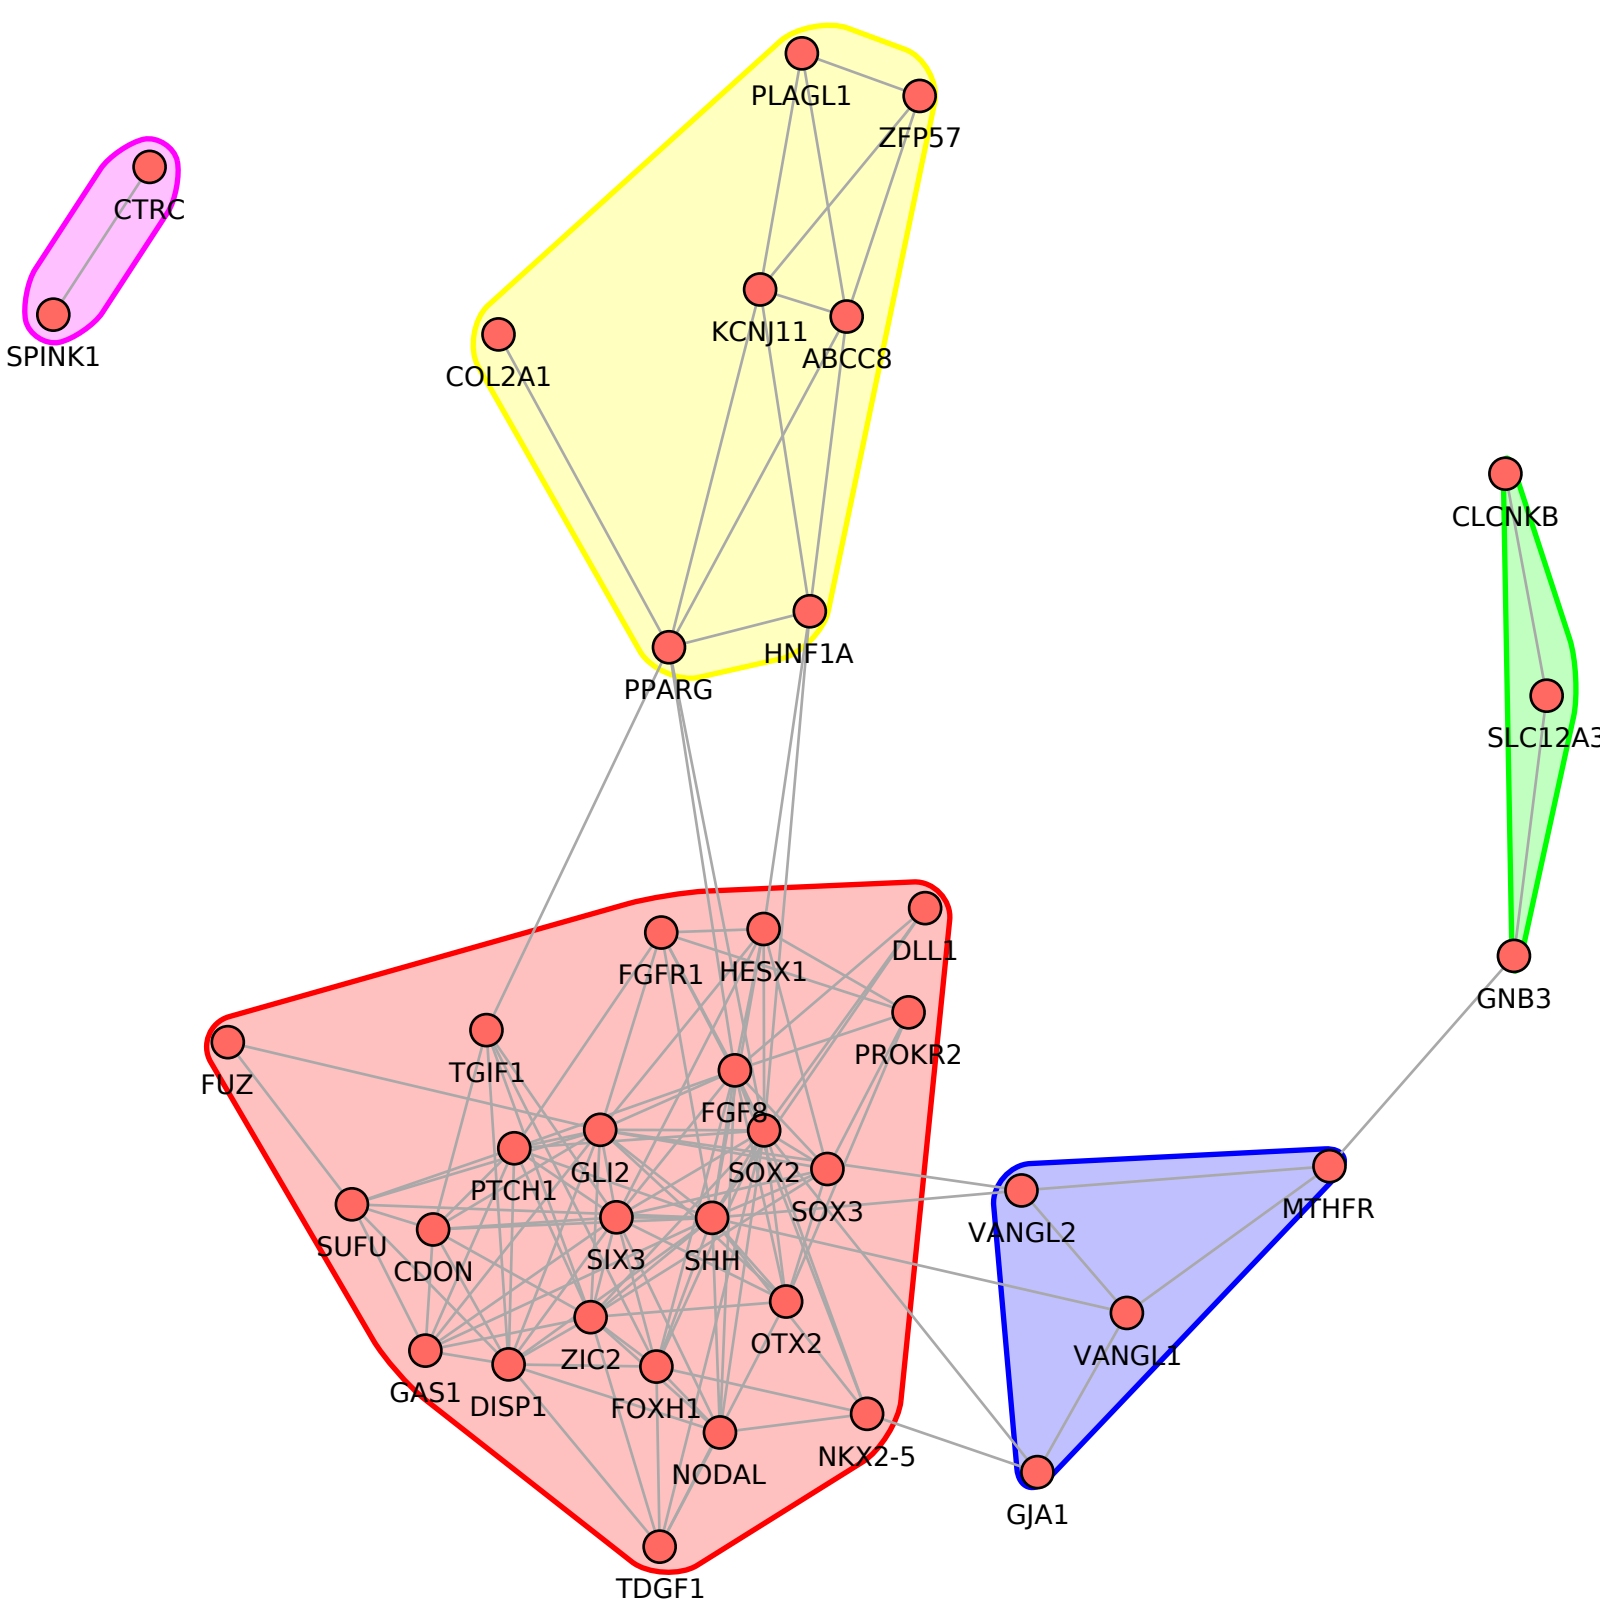 PLAGL1
ZFP57
CTRC
KCNJ11
SPINK1
ABCC8
COL2A1
CLCNKB
HNF1A
PPARG
SLC12A3
DLL1
HESX1
FGFR1
GNB3
PROKR2
TGIF1
FUZ
FGF8
GLI2
SOX2
PTCH1
MTHFR
SOX3
VANGL2
SUFU
SIX3
SHH
CDON
OTX2
VANGL1
ZIC2
GAS1
DISP1
FOXH1
NKX2-5
NODAL
GJA1
TDGF1